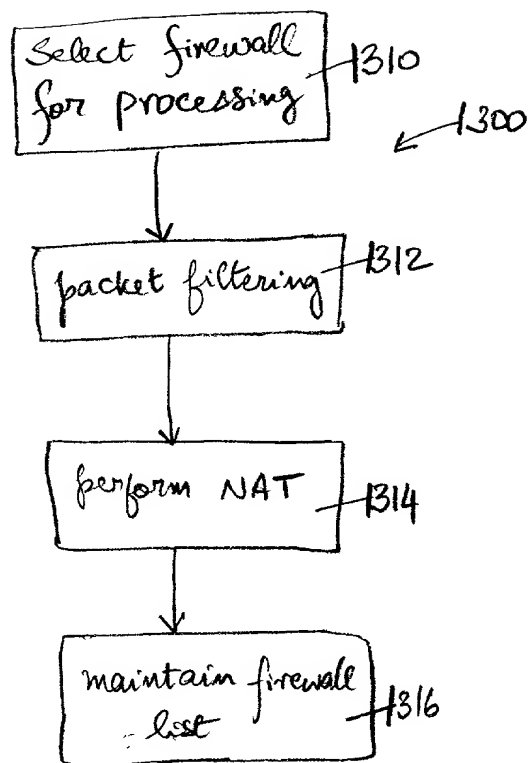 Select firewall
for processing
1310
1300
packet filtering
1312
perform NAT
1314
maintain firewall
list
1316